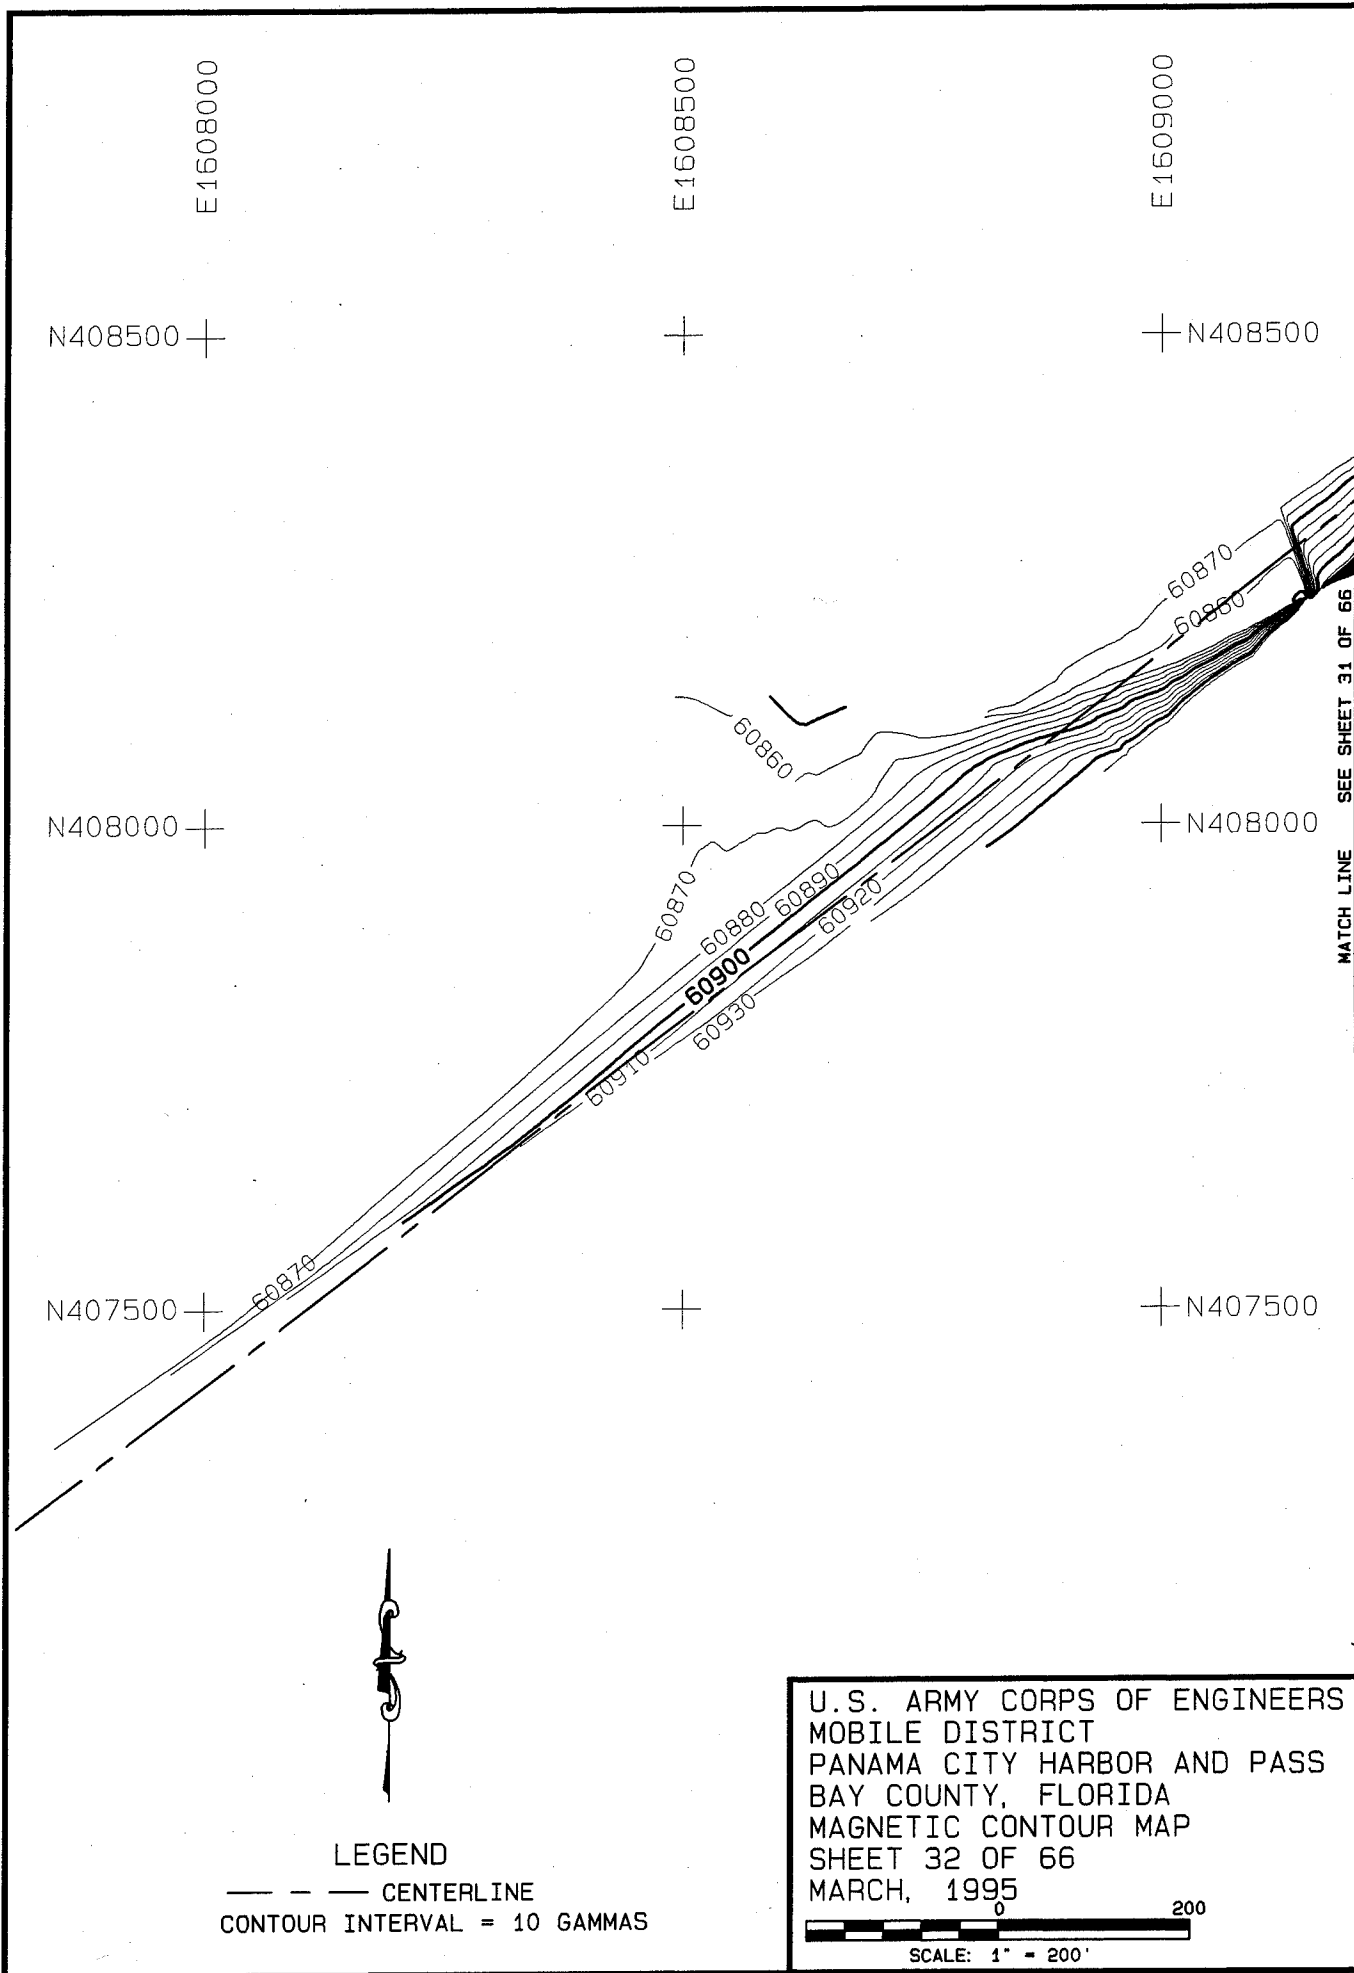 E1608000
E1608500
E1609000
N408500
N408500
60870
60860
60860
N408000
N408000
60870
60880
60890
60920
60900
60930
60910
60870
N407500
N407500
MATCH LINE SEE SHEET 31 OF 66
LEGEND
CENTERLINE
CONTOUR INTERVAL = 10 GAMMAS
U.S. ARMY CORPS OF ENGINEERS
MOBILE DISTRICT
PANAMA CITY HARBOR AND PASS
BAY COUNTY, FLORIDA
MAGNETIC CONTOUR MAP
SHEET 32 OF 66
MARCH, 1995
0 200
SCALE: 1" = 200'